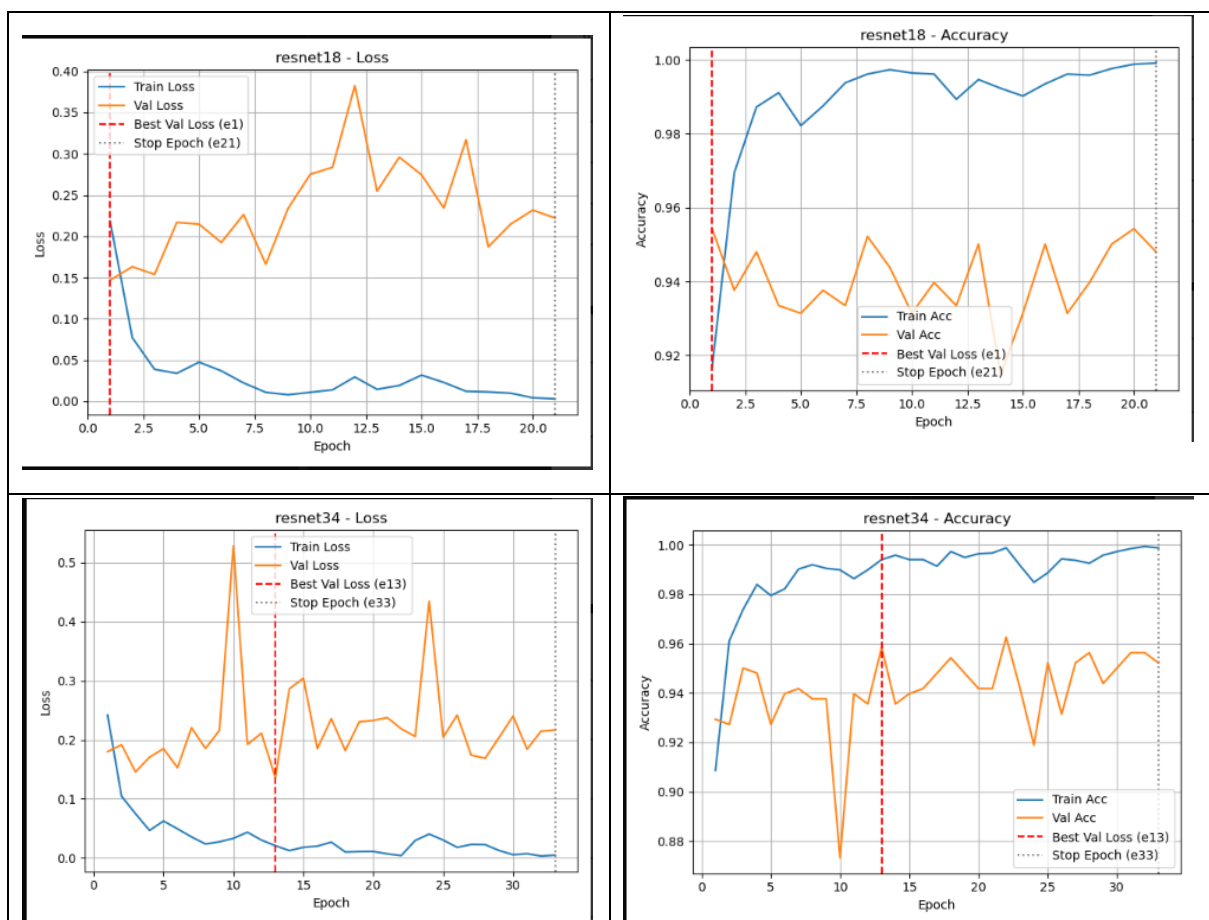 resnet18 - Loss
0.40
0.35
0.30
0.25
0.20
0.15
0.10
0.05
0.00
Loss
Train Loss
Val Loss
Best Val Loss (e1)
Stop Epoch (e21)
0.0 2.5 5.0 7.5 10.0 12.5 15.0 17.5 20.0
Epoch
resnet18 - Accuracy
1.00
0.98
0.96
0.94
0.92
Accuracy
Train Acc
Val Acc
Best Val Loss (e1)
Stop Epoch (e21)
0.0 2.5 5.0 7.5 10.0 12.5 15.0 17.5 20.0
Epoch
resnet34 - Loss
0.5
0.4
0.3
0.2
0.1
0.0
Loss
Train Loss
Val Loss
Best Val Loss (e13)
Stop Epoch (e33)
0 5 10 15 20 25 30
Epoch
resnet34 - Accuracy
1.00
0.98
0.96
0.94
0.92
0.90
0.88
Accuracy
Train Acc
Val Acc
Best Val Loss (e13)
Stop Epoch (e33)
0 5 10 15 20 25 30
Epoch